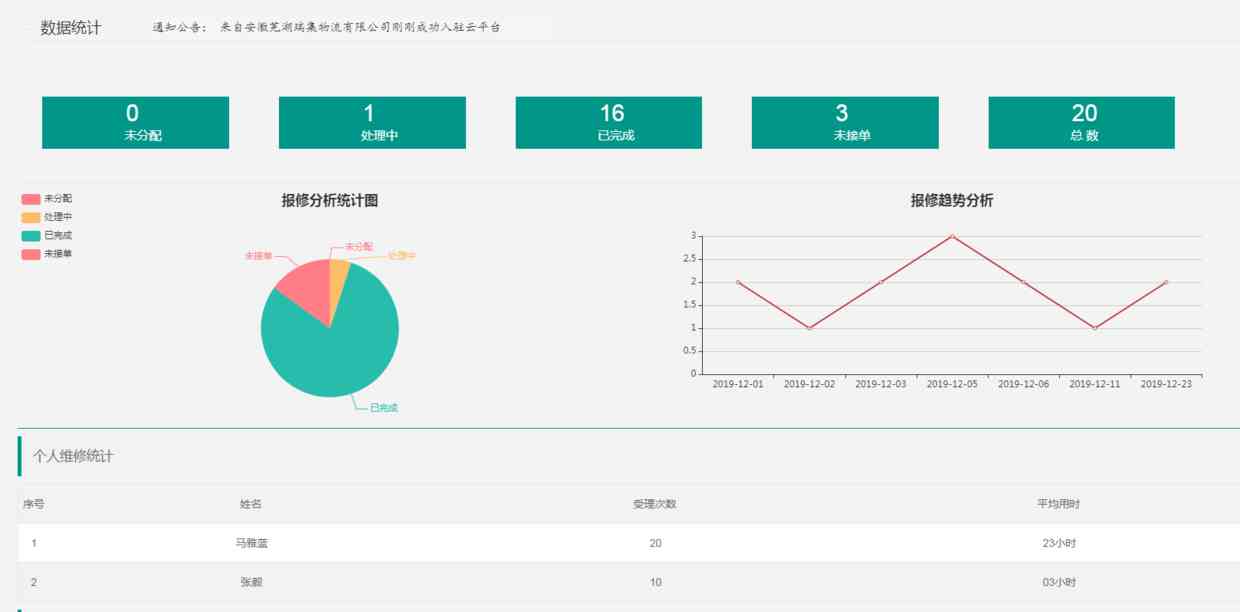 数据统计
通知公告： 来自安徽芜湖瑞集物流有限公司刚刚成功入驻云平台
0
未分配
1
处理中
16
已完成
3
未接单
20
总 数
未分配
处理中
已完成
未接单
报修分析统计图
未分配
未接单
处理中
已完成
报修趋势分析
3
2.5
2
1.5
1
0.5
0
2019-12-01 2019-12-02 2019-12-03 2019-12-05 2019-12-06 2019-12-11 2019-12-23
个人维修统计
序号 姓名 受理次数 平均用时
1 马雅蓝 20 23小时
2 张毅 10 03小时